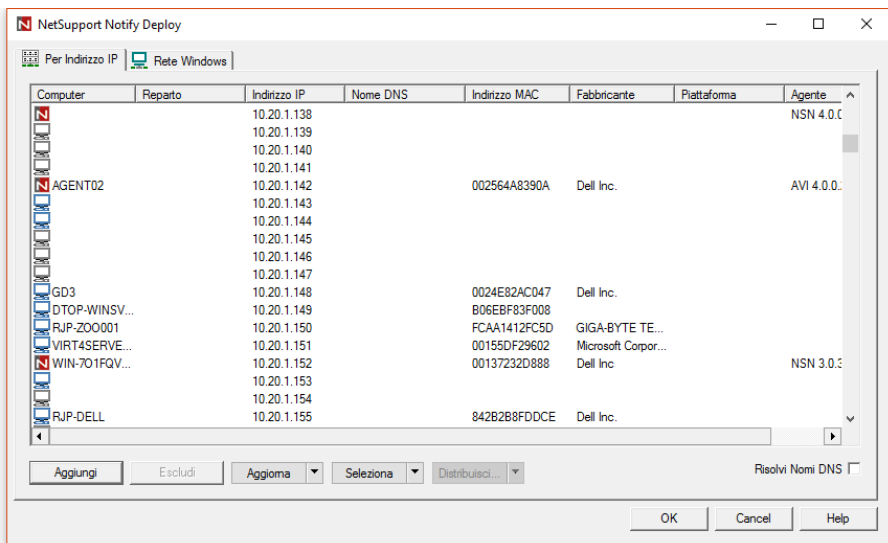 NetSupport Notify Deploy
Per Indirizzo IP Rete Windows
Computer Reparto Indirizzo IP Nome DNS Indirizzo MAC Fabbricante Piattaforma Agente
10.20.1.138 NSN 4.0.0
10.20.1.139
10.20.1.140
10.20.1.141
AGENT02 10.20.1.142 002564A8390A Dell Inc. AVI 4.0.0.
10.20.1.143
10.20.1.144
10.20.1.145
10.20.1.146
10.20.1.147
GD3 10.20.1.148 0024E82AC047 Dell Inc.
DTOP-WINSV... 10.20.1.149 B06EBF83F008
RJP-ZOO001 10.20.1.150 FCAA1412FC5D GIGA-BYTE TE...
VIRT4SERVE... 10.20.1.151 00155DF29602 Microsoft Corpor...
WIN-7O1FQV... 10.20.1.152 00137232D888 Dell Inc NSN 3.0.3
10.20.1.153
10.20.1.154
RJP-DELL 10.20.1.155 842B2B8FDDCE Dell Inc.
Aggiungi Escludi Aggiorna Seleziona Distribuisci... Risolvi Nomi DNS
OK Cancel Help